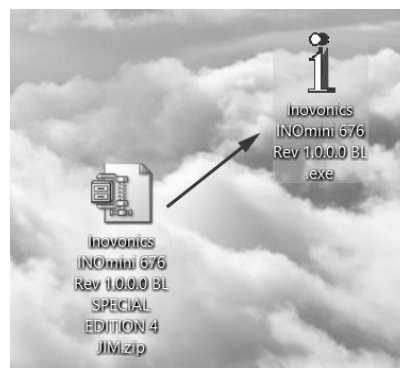 Inovonics
INOmini 676
Rev 1.0.0.0 BL
.exe
Inovonics
INOmini 676
Rev 1.0.0.0 BL
SPECIAL
EDITION 4
JIM.zip